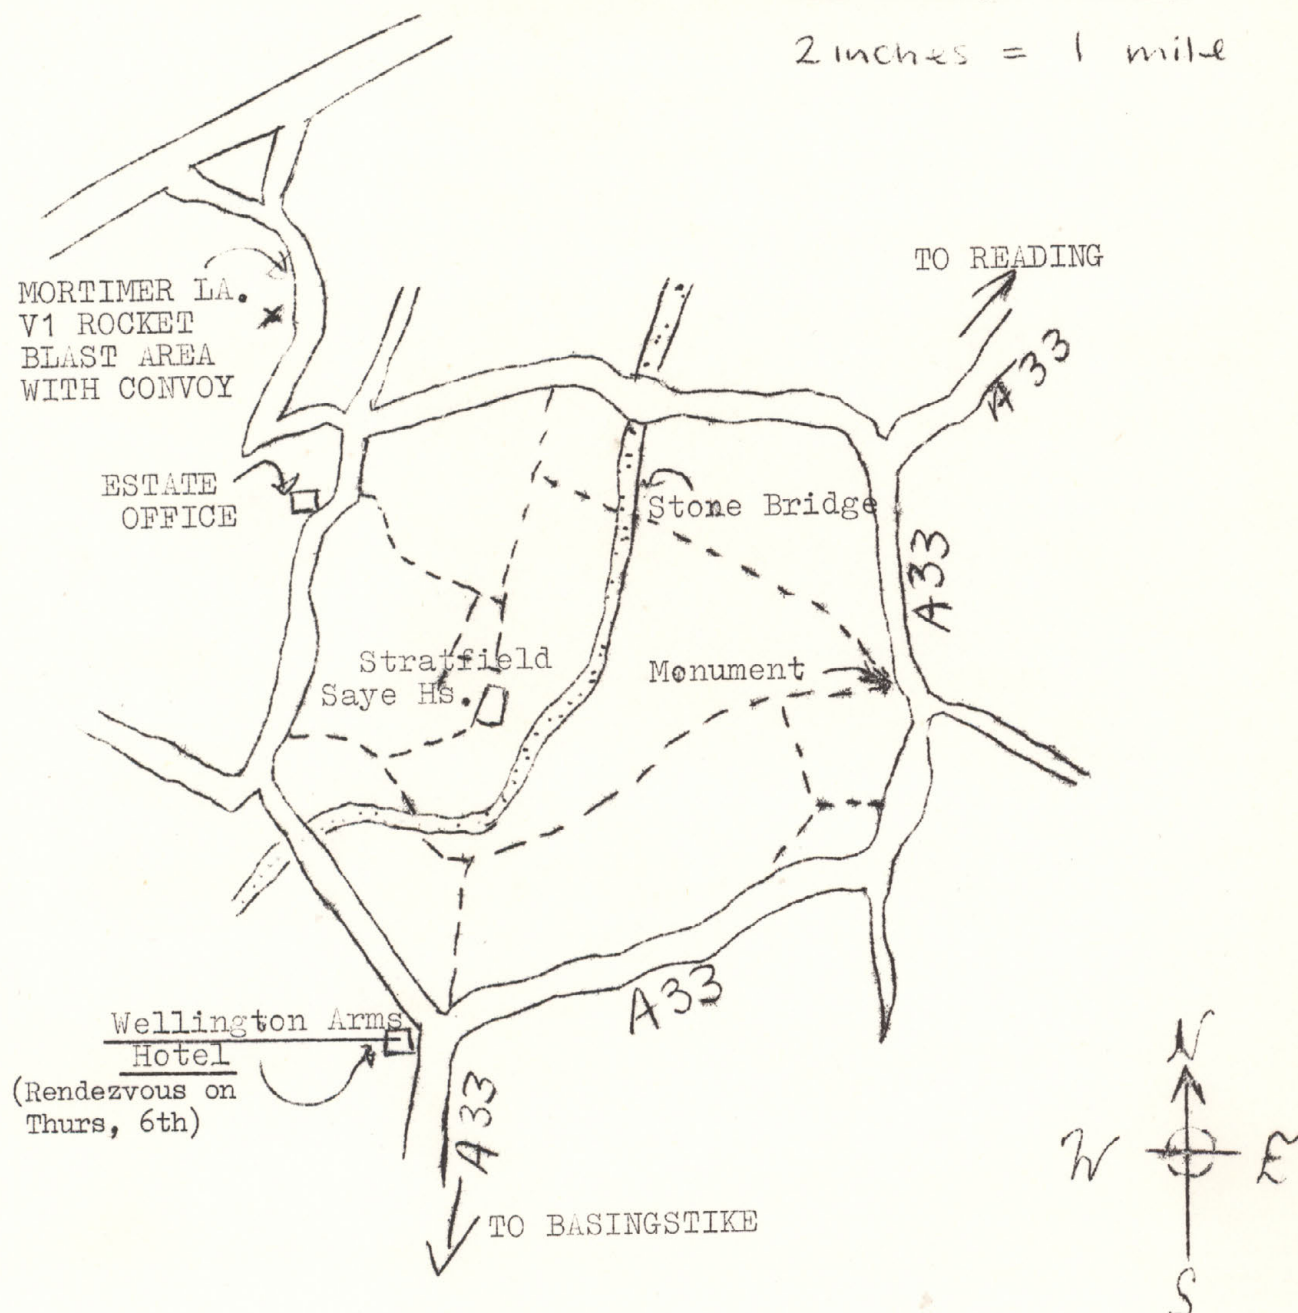 2 inches = 1 mile
TO READING
MORTIMER LA.
V1 ROCKET
BLAST AREA
WITH CONVOY
A33
ESTATE
OFFICE
Stone Bridge
A33
Stratfield
Saye Hs.
Monument
A33
Wellington Arms
Hotel
(Rendezvous on
Thurs, 6th)
A33
TO BASINGSTIKE
N
W
E
S